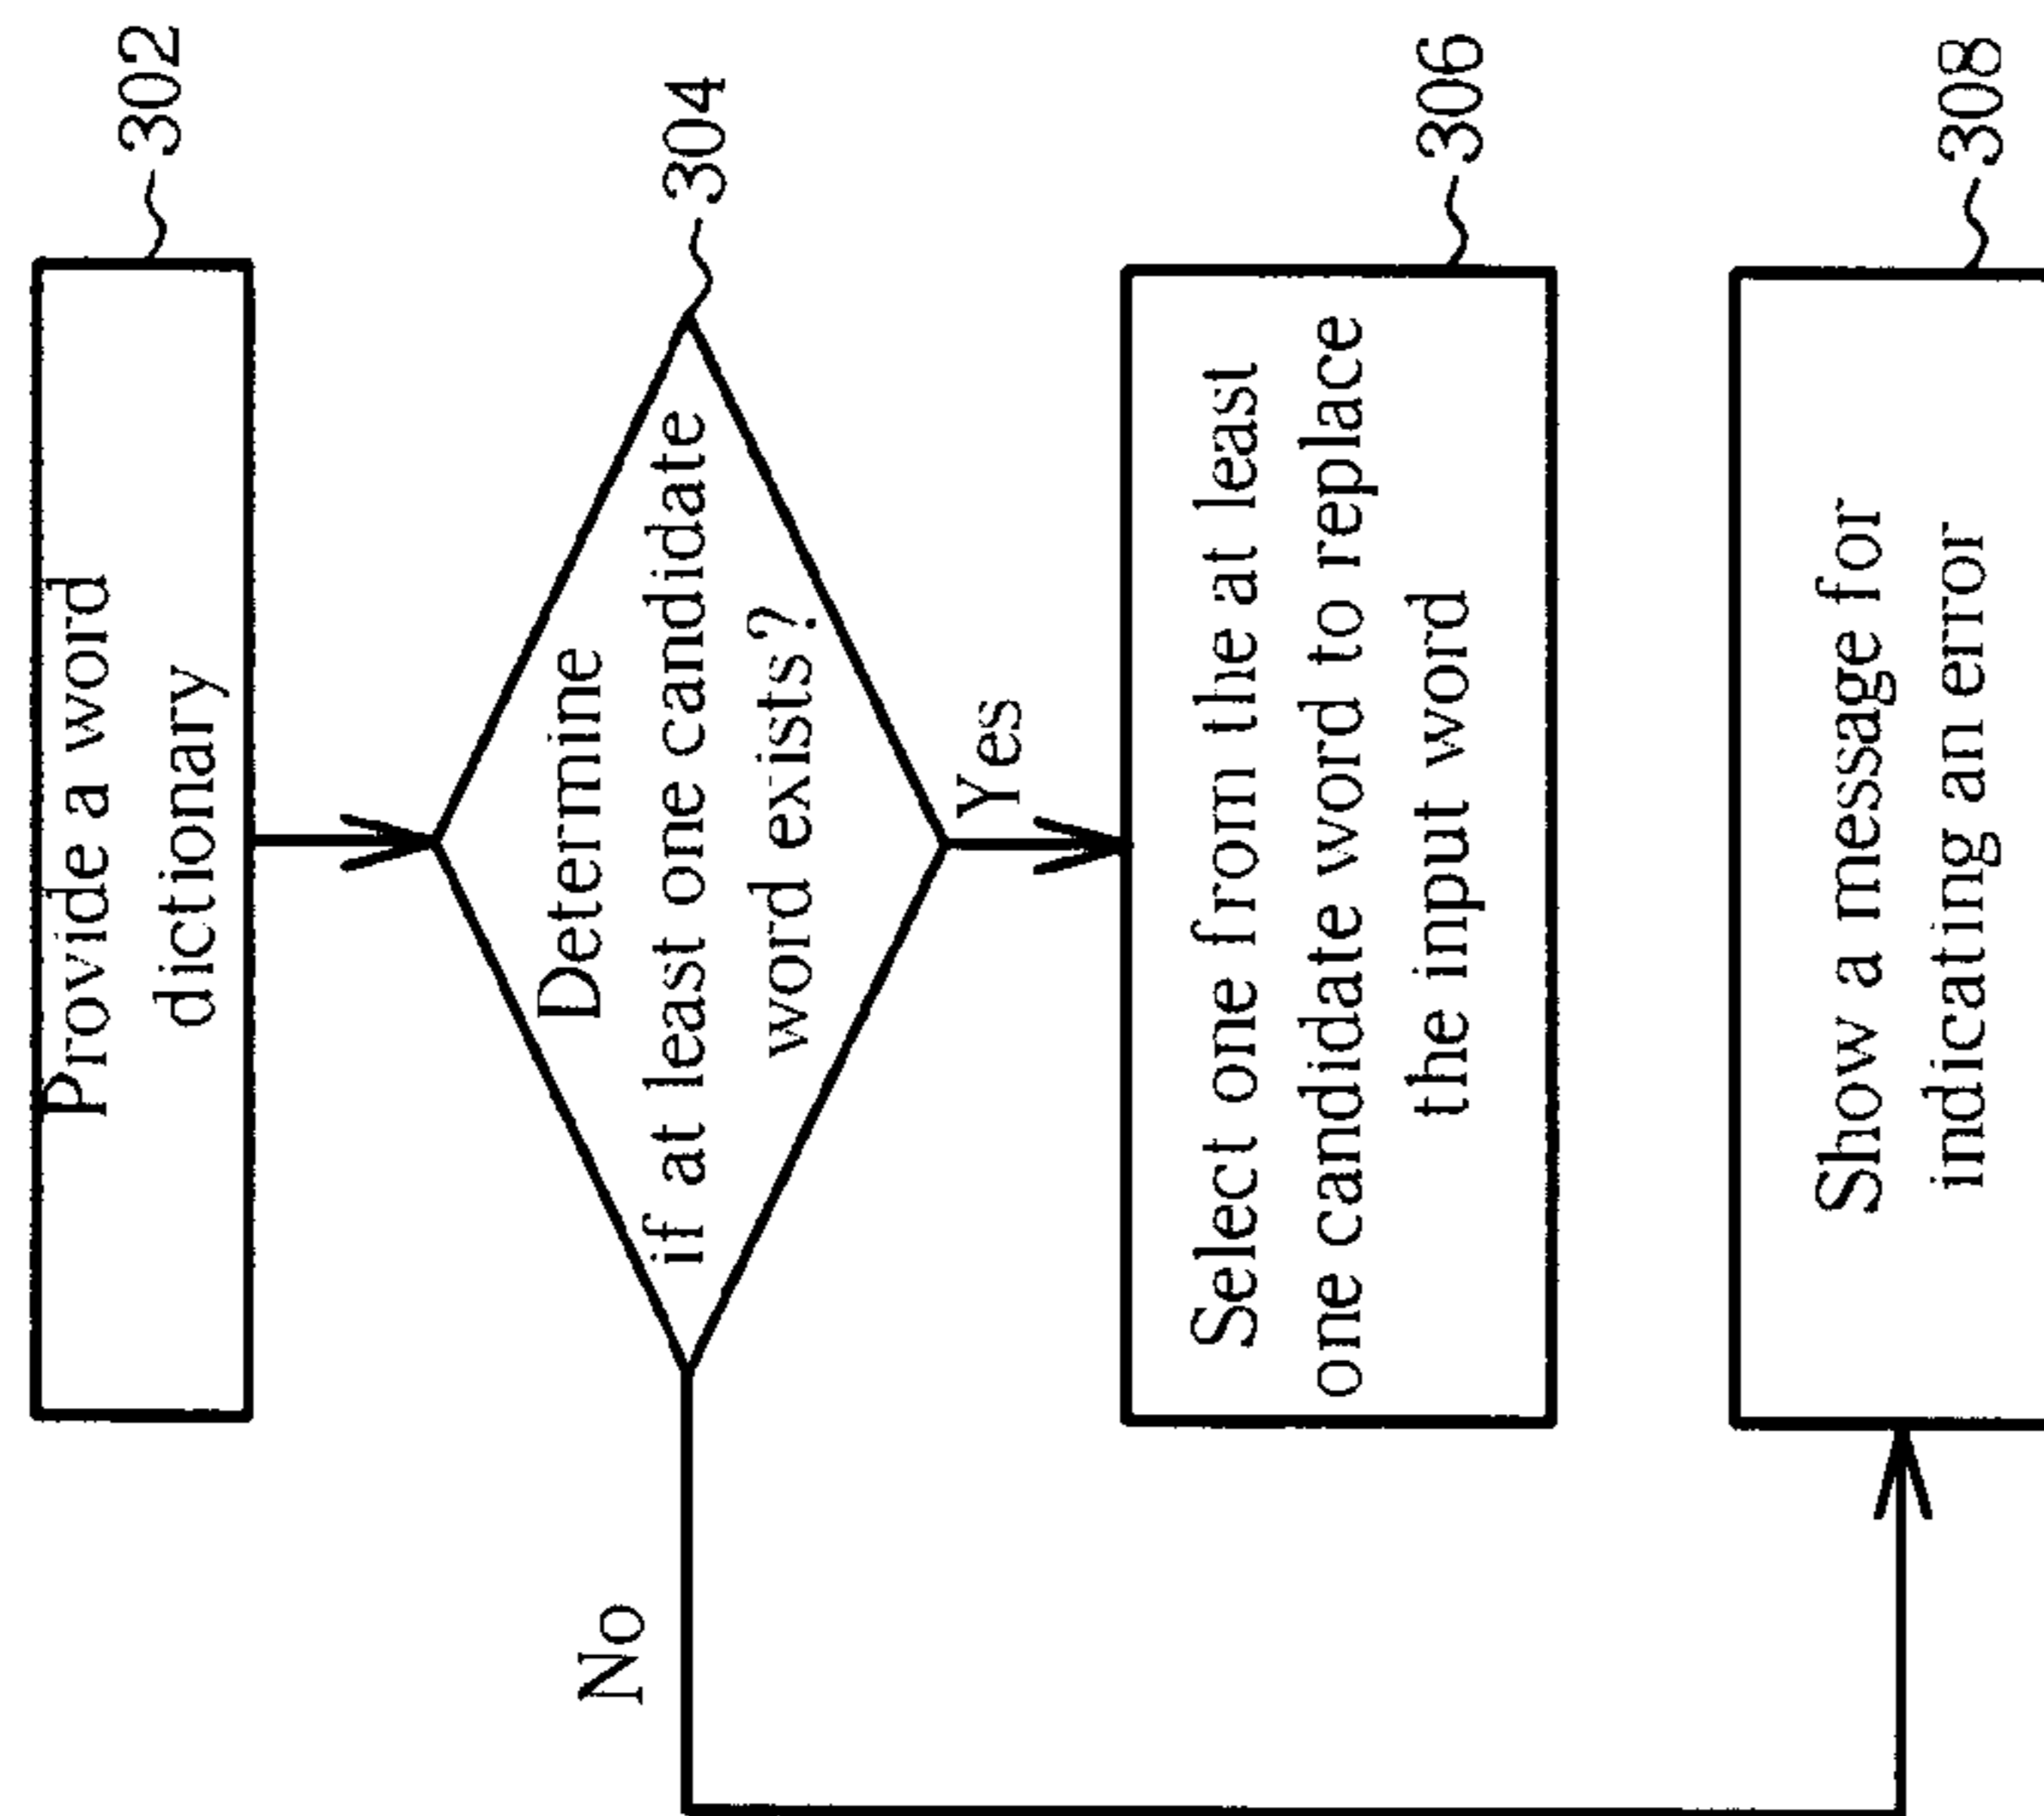 Provide a word
dictionary
302
Determine
if at least one candidate
word exists?
304
No
Yes
Select one from the at least
one candidate word to replace
the input word
306
Show a message for
indicating an error
308